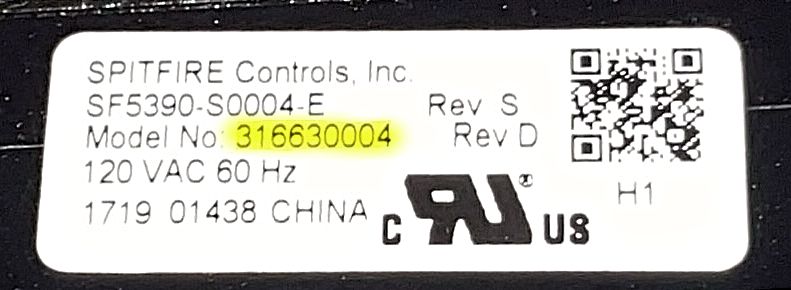 SPITFIRE Controls, Inc.
SF5390-S0004-E Rev S
Model No: 316630004 Rev D
120 VAC 60 Hz
1719 01438 CHINA
C RU® US
H1